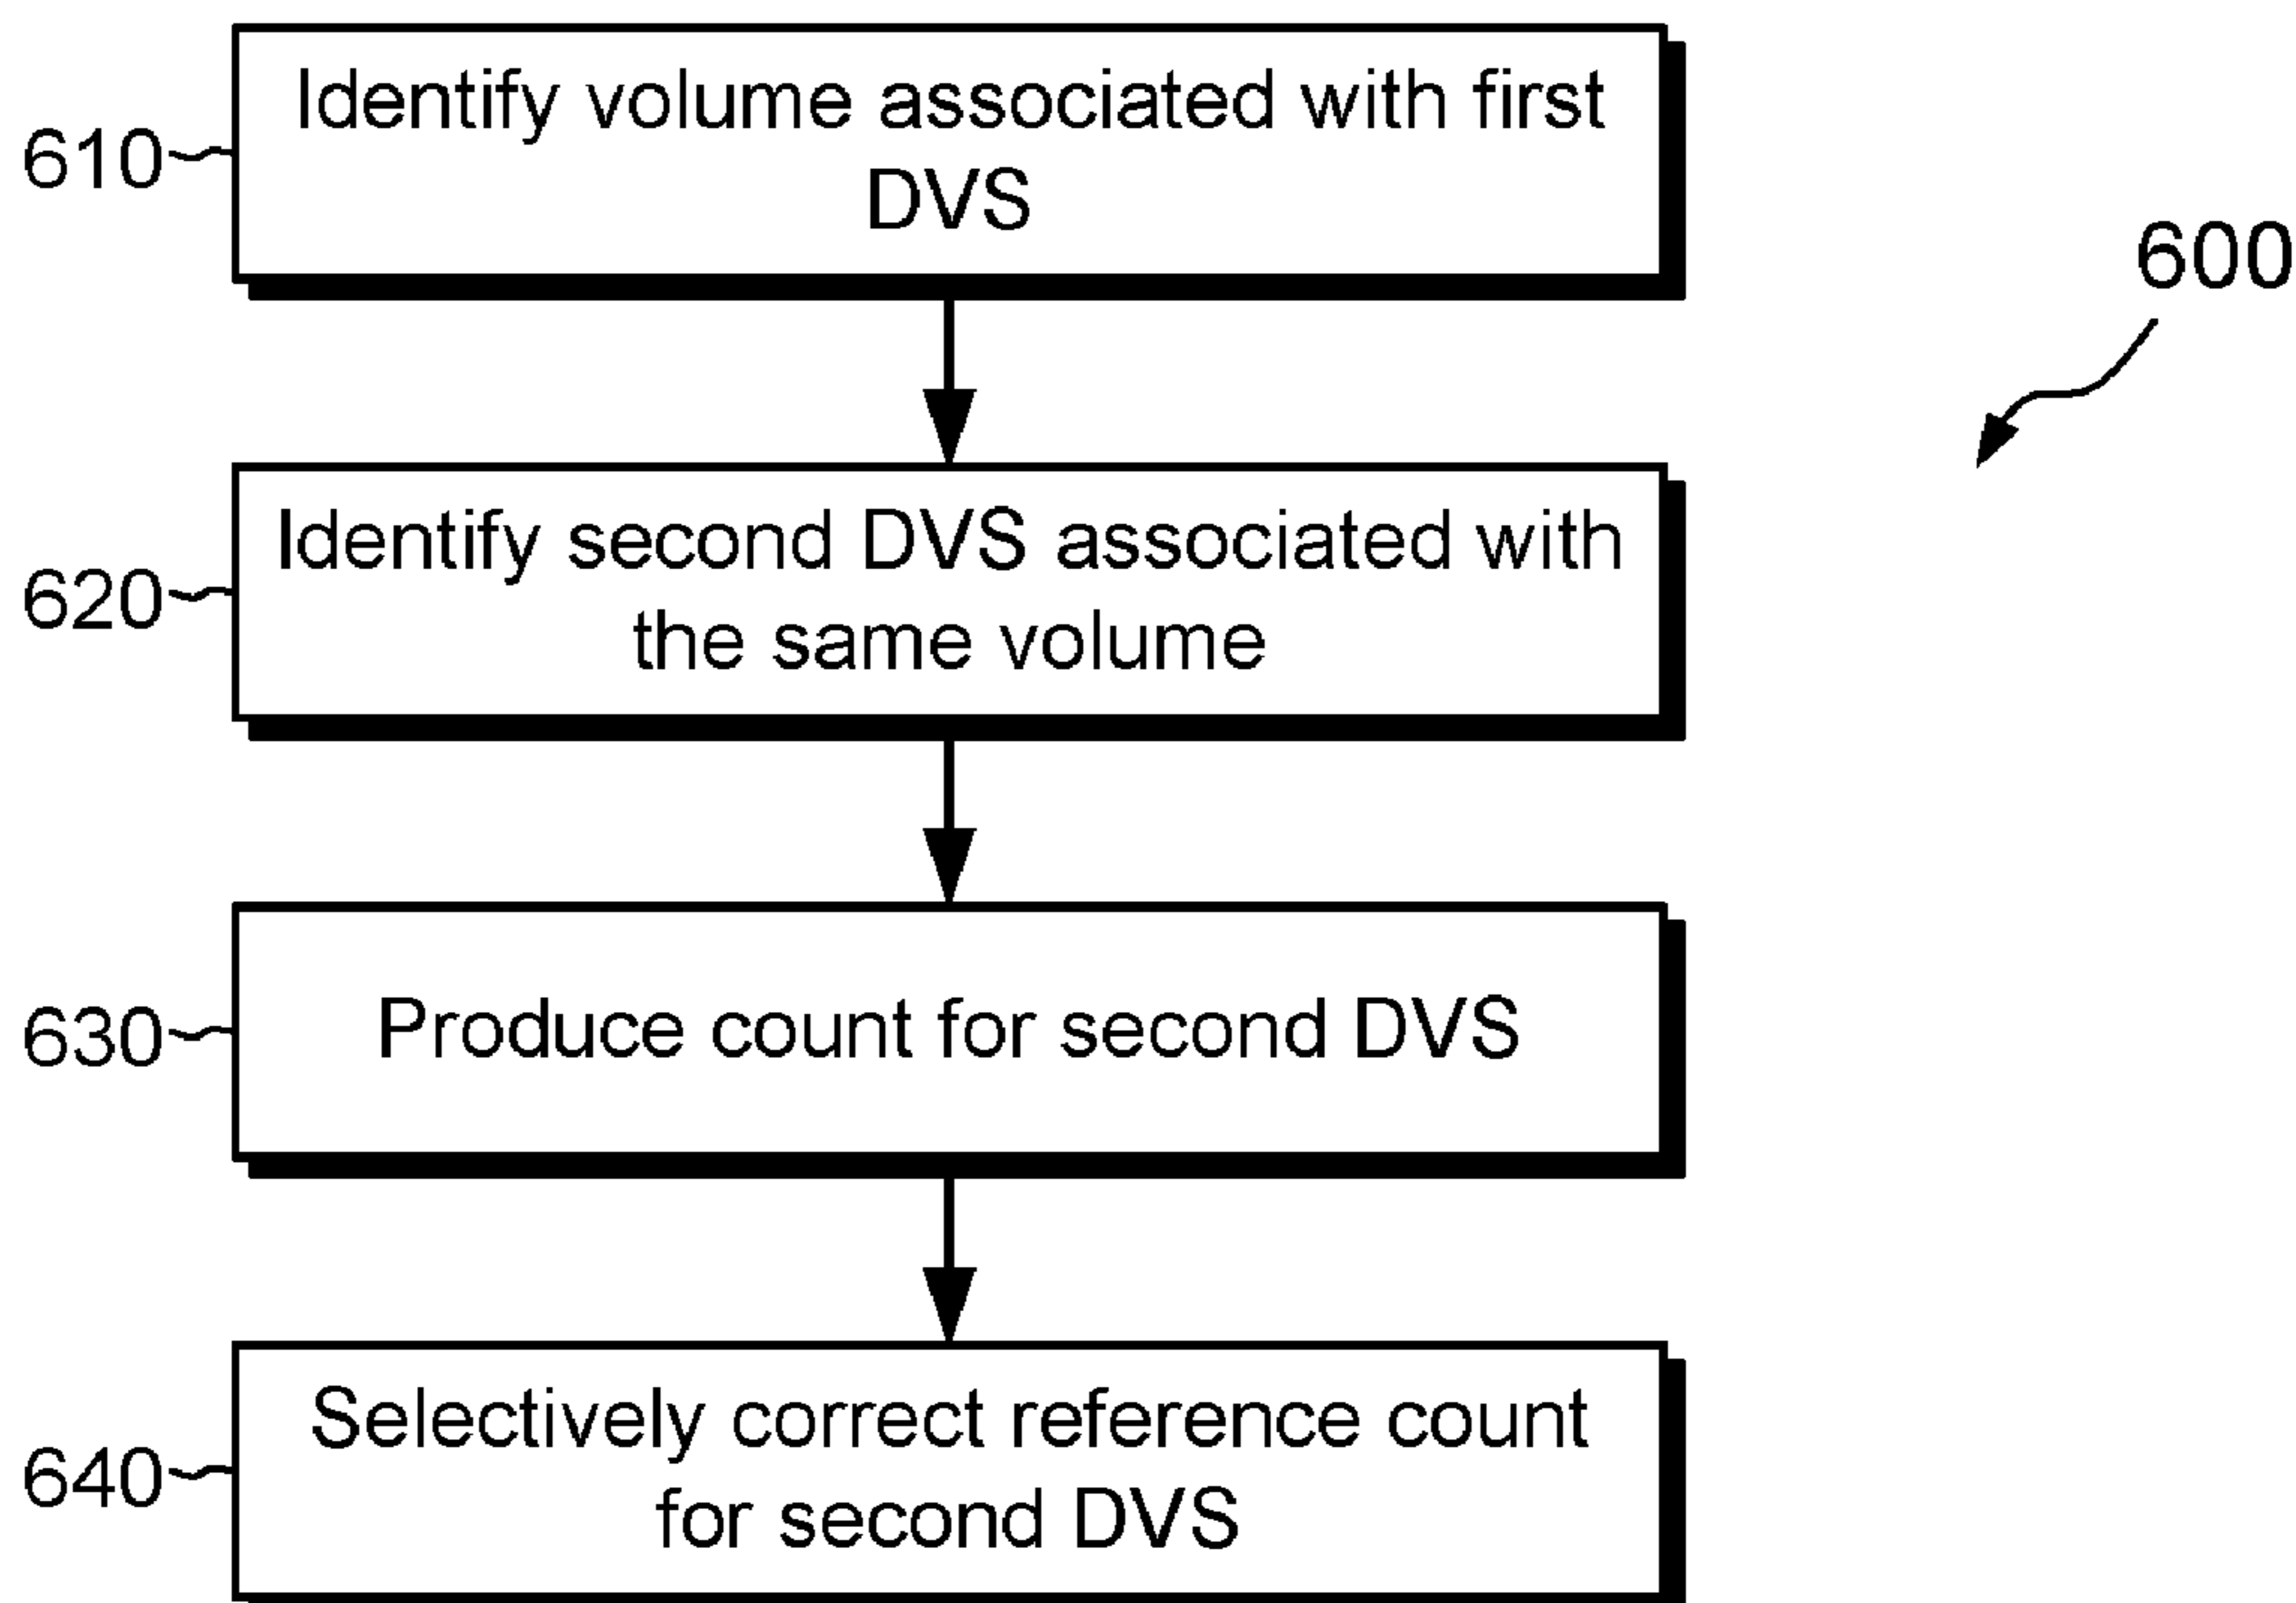 610
Identify volume associated with first
DVS
600
620
Identify second DVS associated with
the same volume
630
Produce count for second DVS
640
Selectively correct reference count
for second DVS